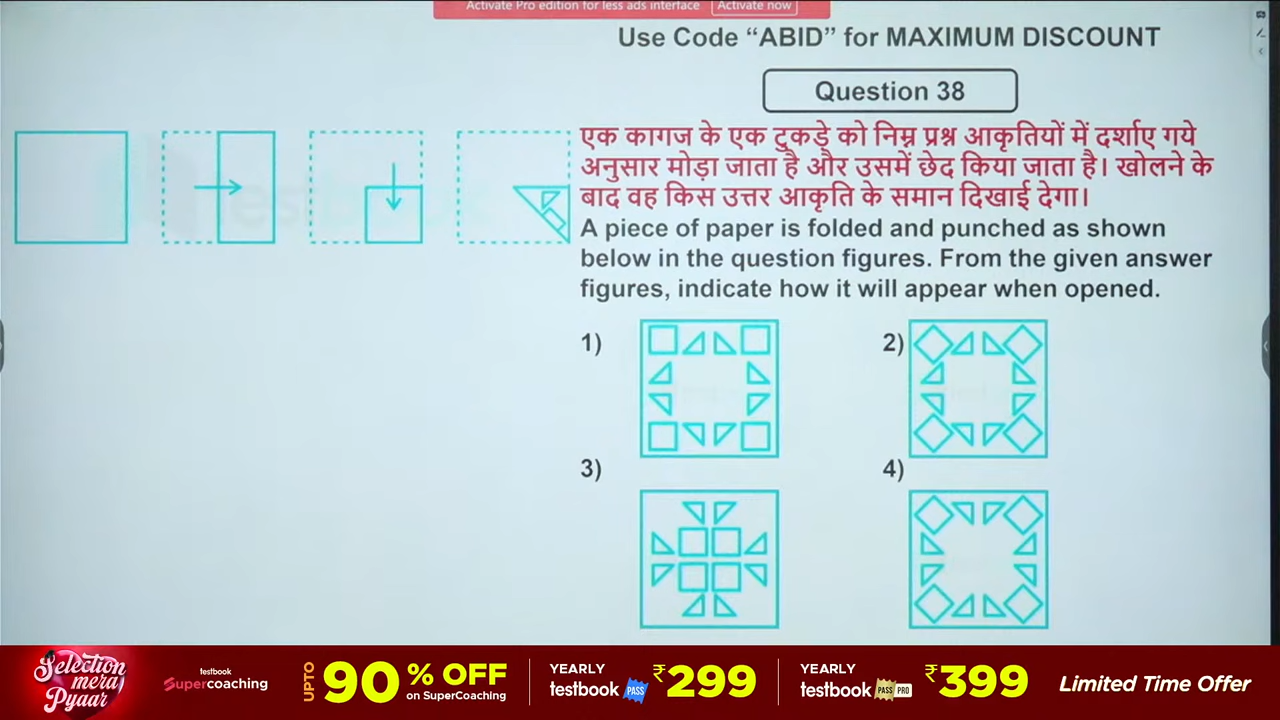 Activate Pro edition for less ads interface Activate now
Use Code “ABID” for MAXIMUM DISCOUNT
Question 38
एक कागज के एक टुकड़े को निम्न प्रश्न आकृतियों में दर्शाए गये
अनुसार मोड़ा जाता है और उसमें छेद किया जाता है। खोलने के
बाद वह किस उत्तर आकृति के समान दिखाई देगा।
A piece of paper is folded and punched as shown
below in the question figures. From the given answer
figures, indicate how it will appear when opened.
1) 2)
3) 4)
Selection mera Pyaar
testbook
Supercoaching
UPTO 90% OFF
on SuperCoaching
YEARLY
testbook PASS
₹299
YEARLY
testbook PASS PRO
₹399
Limited Time Offer